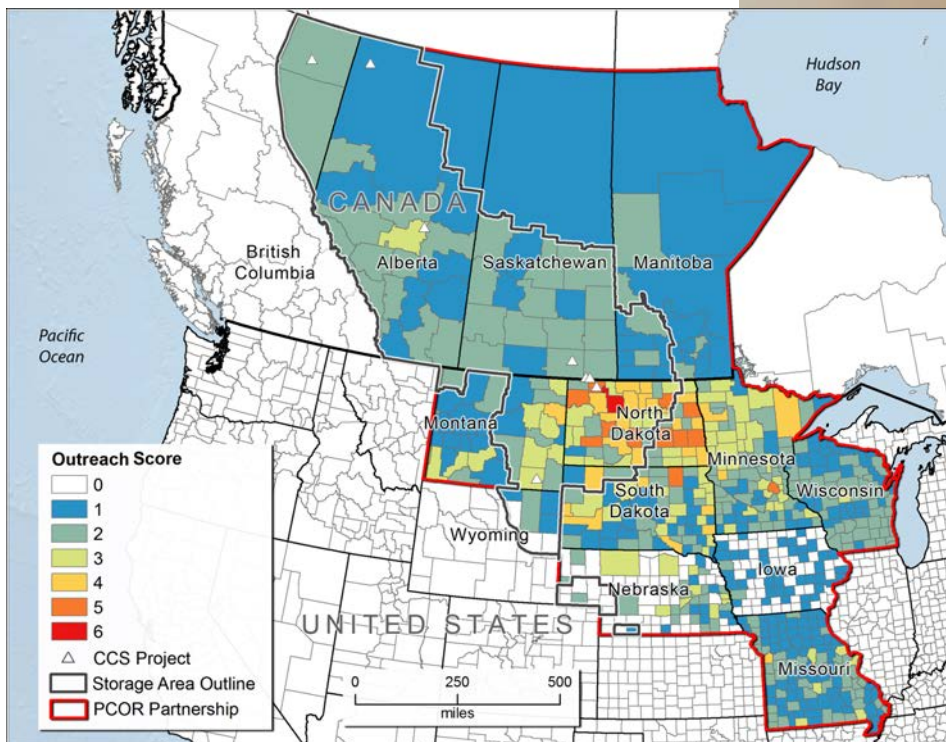 Hudson
Bay
CANADA
British
Columbia
Alberta
Saskatchewan
Manitoba
Pacific
Ocean
Montana
North
Dakota
Minnesota
South
Dakota
Wisconsin
Wyoming
Iowa
Nebraska
UNITED STATES
Missouri
Outreach Score
0
1
2
3
4
5
6
CCS Project
Storage Area Outline
PCOR Partnership
0 250 500
miles